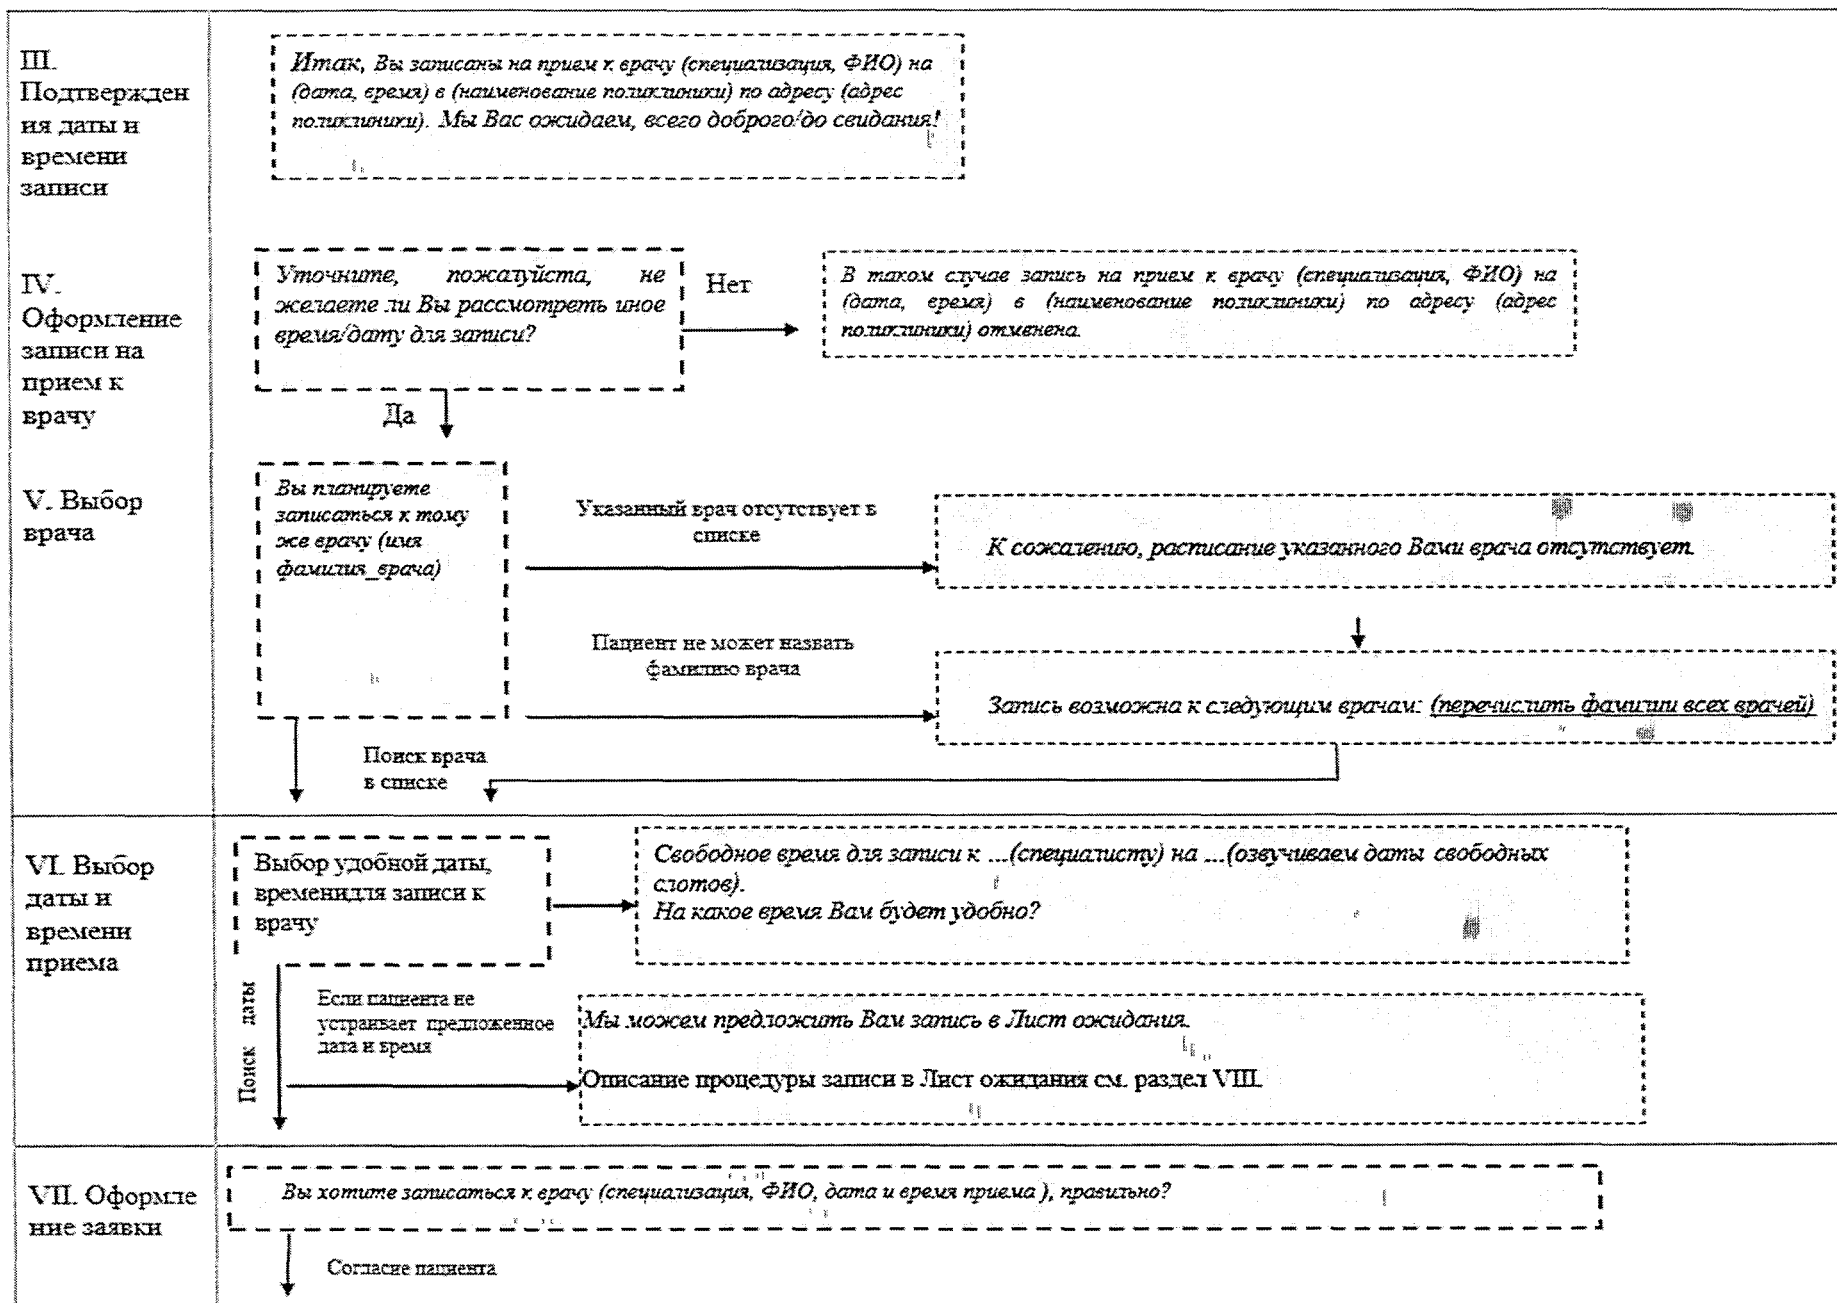 III.
Подтвержден
ия даты и
времени
записи
Итак, Вы записаны на прием к врачу (специализация, ФИО) на
(дата, время) в (наименование поликлиники) по адресу (адрес
поликлиники). Мы Вас ожидаем, всего доброго/до свидания!
IV.
Оформление
записи на
прием к
врачу
Уточните, пожалуйста, не
желаете ли Вы рассмотреть иное
время/дату для записи?
Нет
В таком случае запись на прием к врачу (специализация, ФИО) на
(дата, время) в (наименование поликлиники) по адресу (адрес
поликлиники) отменена.
Да
V. Выбор
врача
Вы планируете
записаться к тому
же врачу (имя
фамилия_врача)
Указанный врач отсутствует в
списке
К сожалению, расписание указанного Вами врача отсутствует.
Пациент не может назвать
фамилию врача
Запись возможна к следующим врачам: (перечислить фамилии всех врачей)
Поиск врача
в списке
VI. Выбор
даты и
времени
приема
Выбор удобной даты,
временидля записи к
врачу
Свободное время для записи к ...(специалисту) на ...(озвучиваем даты свободных
слотов).
На какое время Вам будет удобно?
Поиск даты
Если пациента не
устраивает предложенное
дата и время
Мы можем предложить Вам запись в Лист ожидания.
Описание процедуры записи в Лист ожидания см. раздел VIII.
VII. Оформле
ние заявки
Вы хотите записаться к врачу (специализация, ФИО, дата и время приема ), правильно?
Согласие пациента